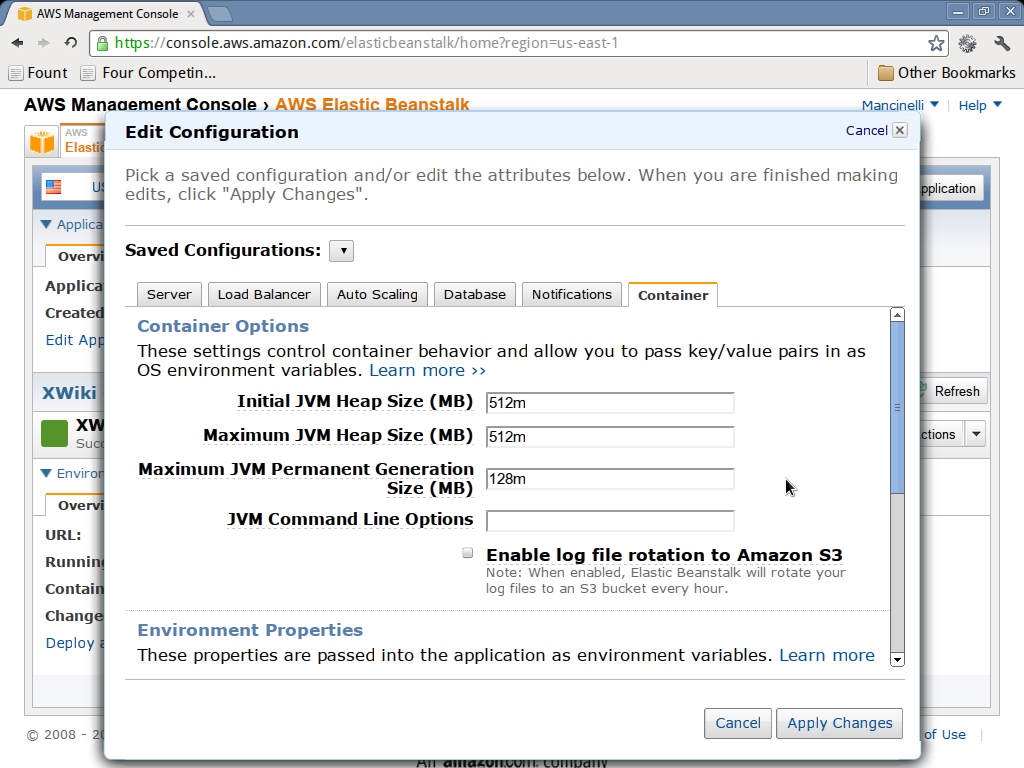 AWS Management Console
https://console.aws.amazon.com/elasticbeanstalk/home?region=us-east-1
Fount Four Competin... Other Bookmarks
AWS Management Console › AWS Elastic Beanstalk
Mancinelli Help
AWS
Elastic
Edit Configuration Cancel
Pick a saved configuration and/or edit the attributes below. When you are finished making
edits, click "Apply Changes".
US
pplication
Saved Configurations:
Applica
Overv
Server Load Balancer Auto Scaling Database Notifications Container
Applica
Created
Edit App
Container Options
These settings control container behavior and allow you to pass key/value pairs in as
OS environment variables. Learn more >>
XWiki
Refresh
Initial JVM Heap Size (MB) 512m
XW
Succ
ctions
Maximum JVM Heap Size (MB) 512m
Environ
Maximum JVM Permanent Generation
Size (MB) 128m
Overv
JVM Command Line Options
URL:
Running
Contain
Change
Deploy a
Enable log file rotation to Amazon S3
Note: When enabled, Elastic Beanstalk will rotate your
log files to an S3 bucket every hour.
Environment Properties
These properties are passed into the application as environment variables. Learn more
Cancel Apply Changes
© 2008 - 20
of Use
An amazon.com company